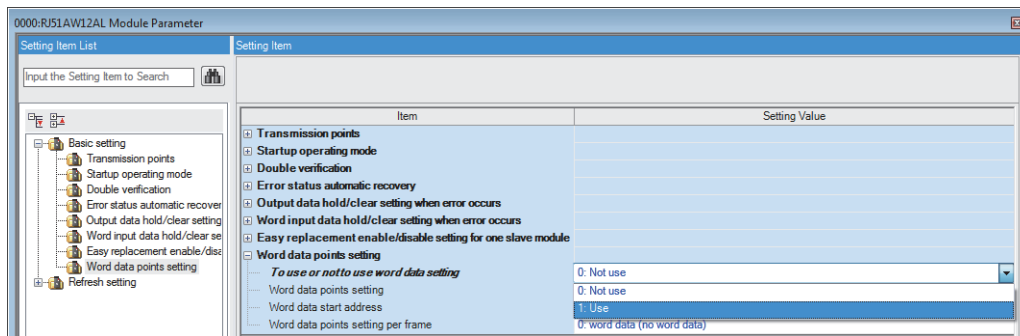 0000:RJ51AW12AL Module Parameter
Setting Item List
Setting Item
Input the Setting Item to Search
Item
Setting Value
Basic setting
Transmission points
Startup operating mode
Double verification
Error status automatic recover
Output data hold/clear setting
Word input data hold/clear se
Easy replacement enable/disa
Word data points setting
Refresh setting
Transmission points
Startup operating mode
Double verification
Error status automatic recovery
Output data hold/clear setting when error occurs
Word input data hold/clear setting when error occurs
Easy replacement enable/disable setting for one slave module
Word data points setting
To use or notto use word data setting
0: Not use
Word data points setting
0: Not use
Word data start address
1: Use
Word data points setting per frame
0: word data (no word data)